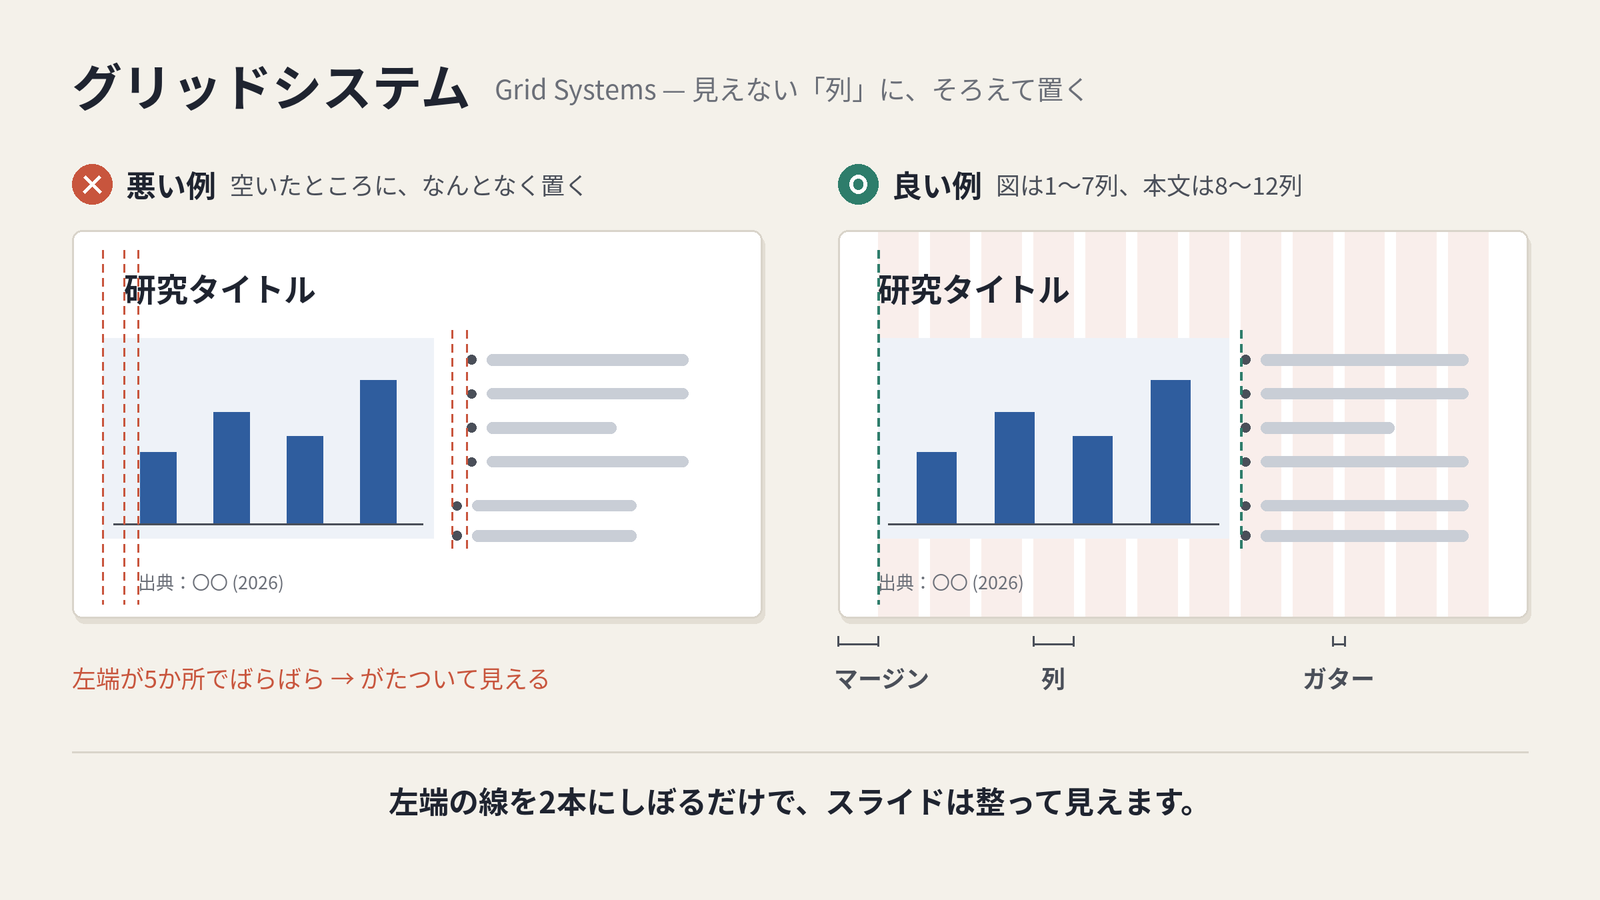 グリッドシステム Grid Systems — 見えない「列」に、そろえて置く
悪い例 空いたところに、なんとなく置く
研究タイトル
出典：〇〇 (2026)
左端が5か所でばらばら → がたついて見える
良い例 図は1〜7列、本文は8〜12列
研究タイトル
出典：〇〇 (2026)
マージン 列 ガター
左端の線を2本にしぼるだけで、スライドは整って見えます。